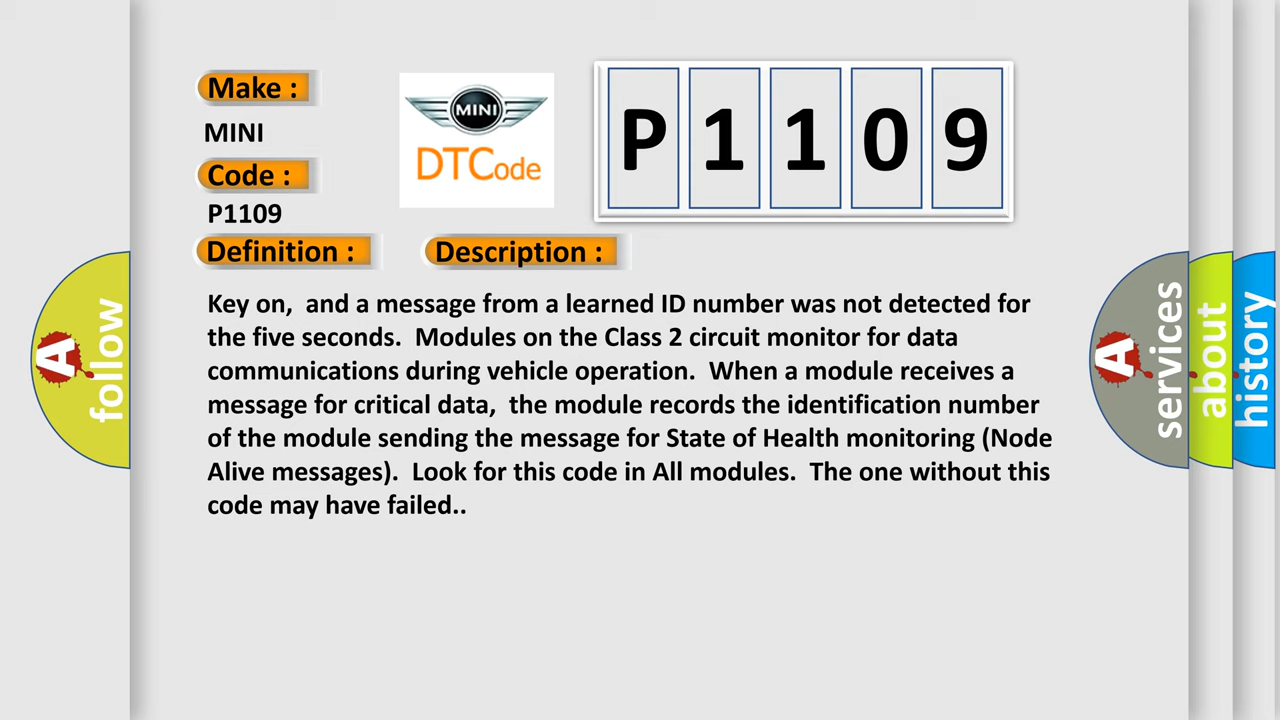 Make :
MINI
Code :
P1109
Definition :
Description :
MINI
DTCode
P1109
Key on,  and a message from a learned ID number was not detected for
the five seconds  Modules on the Class 2 circuit monitor for data
communications during vehicle operation  When a module receives a
message for critical data,  the module records the identification number
of the module sending the message for State of Health monitoring (Node
Alive messages)  Look for this code in All modules  The one without this
code may have failed..
A follow
A services
about
history